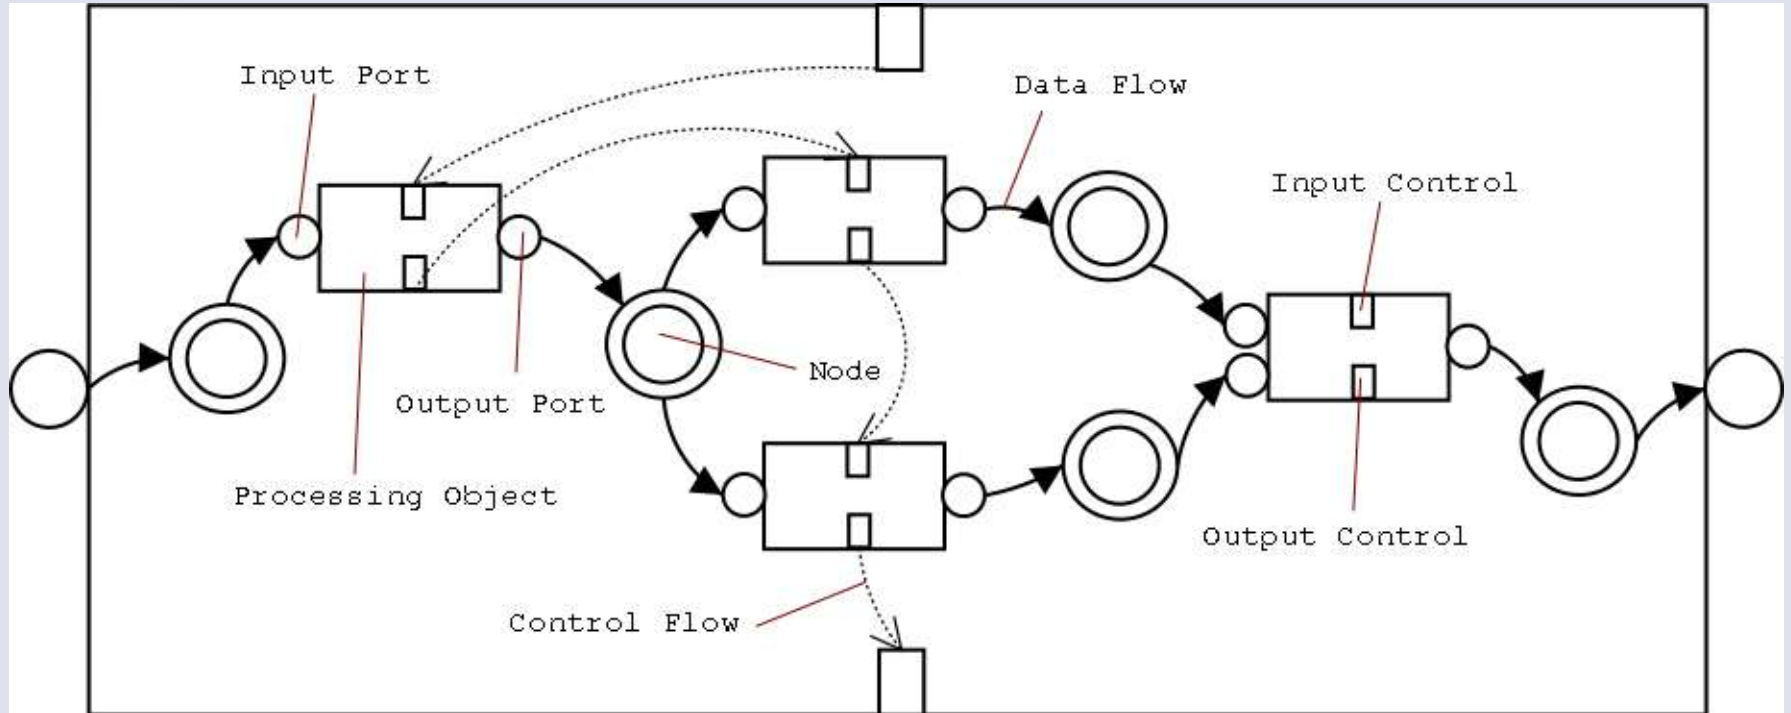 Input Port
Data Flow
Input Control
Node
Output Port
Processing Object
Output Control
Control Flow